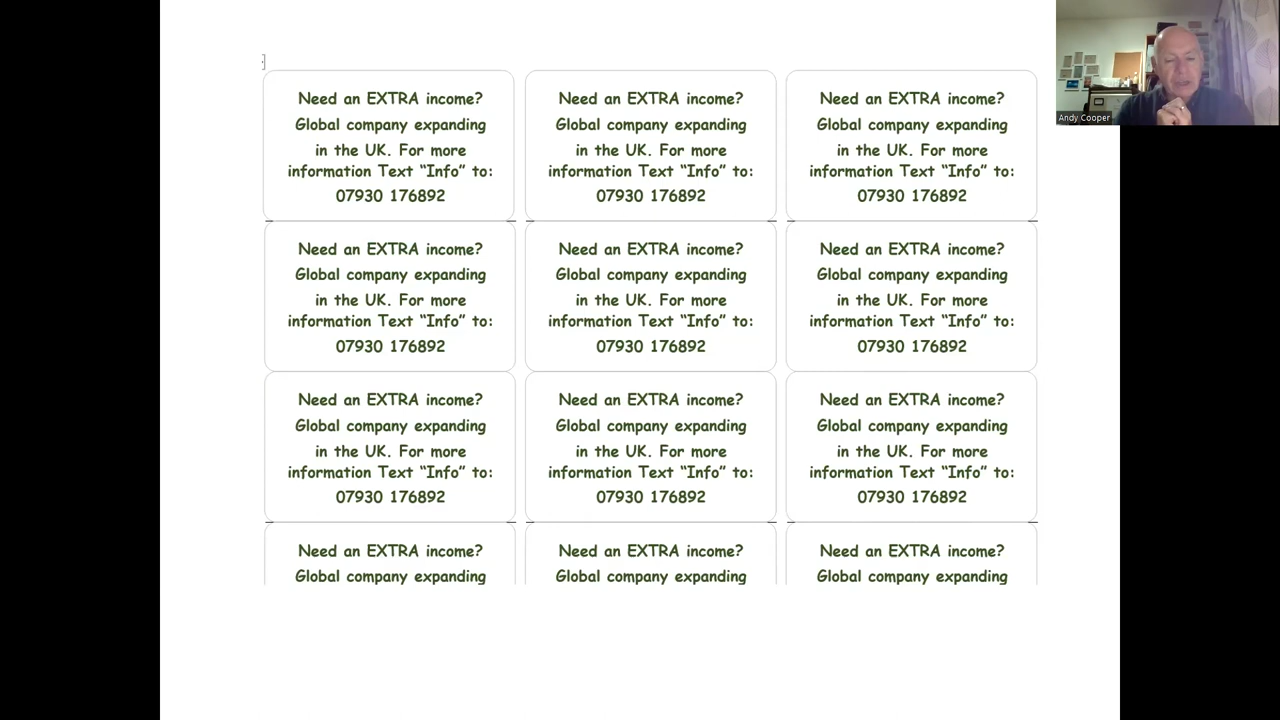 Need an EXTRA income?
Global company expanding
in the UK. For more
information Text “Info” to:
07930 176892
Need an EXTRA income?
Global company expanding
in the UK. For more
information Text “Info” to:
07930 176892
Need an EXTRA income?
Global company expanding
in the UK. For more
information Text “Info” to:
07930 176892
Need an EXTRA income?
Global company expanding
in the UK. For more
information Text “Info” to:
07930 176892
Need an EXTRA income?
Global company expanding
in the UK. For more
information Text “Info” to:
07930 176892
Need an EXTRA income?
Global company expanding
in the UK. For more
information Text “Info” to:
07930 176892
Need an EXTRA income?
Global company expanding
in the UK. For more
information Text “Info” to:
07930 176892
Need an EXTRA income?
Global company expanding
in the UK. For more
information Text “Info” to:
07930 176892
Need an EXTRA income?
Global company expanding
in the UK. For more
information Text “Info” to:
07930 176892
Need an EXTRA income?
Global company expanding
Need an EXTRA income?
Global company expanding
Need an EXTRA income?
Global company expanding
Andy Cooper